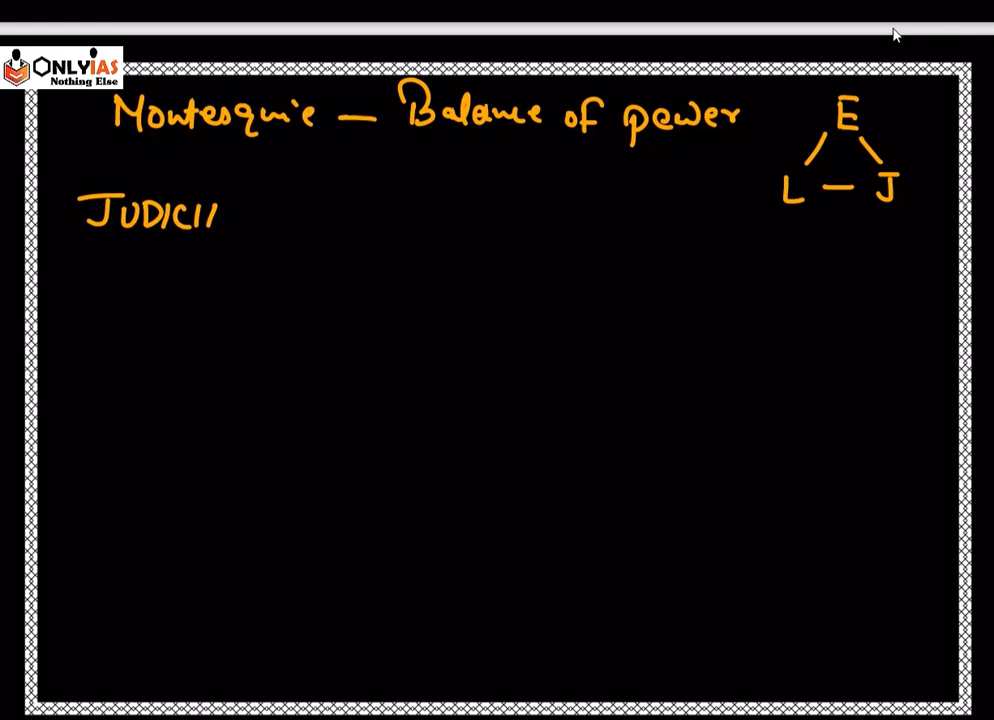 ONLYIAS
Nothing Else
Montesquie — Balance of power
E
L — J
JUDICI